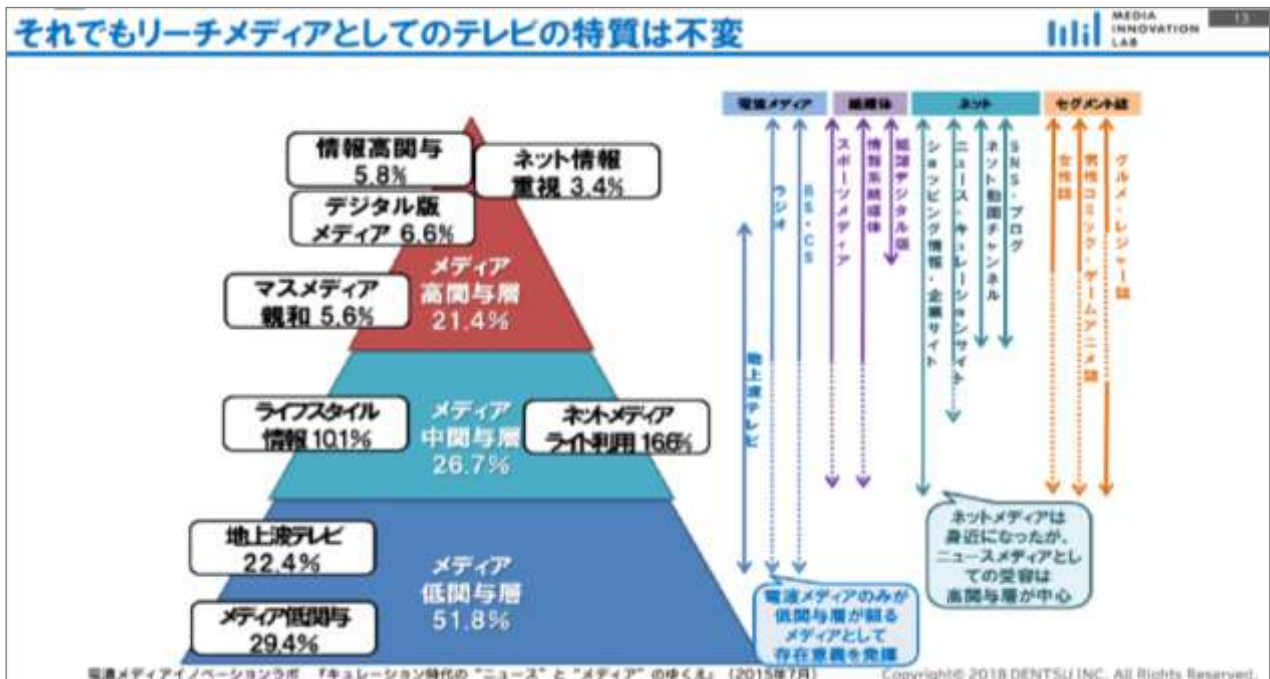 それでもリーチメディアとしてのテレビの特質は不変
MEDIA
INNOVATION
LAB
13
電波メディア
紙媒体
ネット
セグメント誌
情報高関与
5.8%
ネット情報
重視 3.4%
デジタル版
メディア 6.6%
メディア
高関与層
21.4%
マスメディア
親和 5.6%
ライフスタイル
情報 10.1%
メディア
中関与層
26.7%
ネットメディア
ライト利用 16.6%
地上波テレビ
22.4%
メディア
低関与層
51.8%
メディア低関与
29.4%
地上波テレビ
ラジオ
BS・CS
スポーツメディア
情報系紙媒体
紙誌デジタル版
ショッピング情報・企業サイト
ニュース・キュレーションサイト
ネット動画チャンネル
SNS・ブログ
女性誌
男性コミック・ゲームアニメ誌
グルメ・レジャー誌
電波メディアのみが
低関与層が頼る
メディアとして
存在意義を発揮
ネットメディアは
身近になったが、
ニュースメディアとし
ての受容は
高関与層が中心
電通メディアイノベーションラボ 『キュレーション時代の“ニュース”と“メディア”のゆくえ』 (2015年7月)
Copyright© 2018 DENTSU INC. All Rights Reserved.